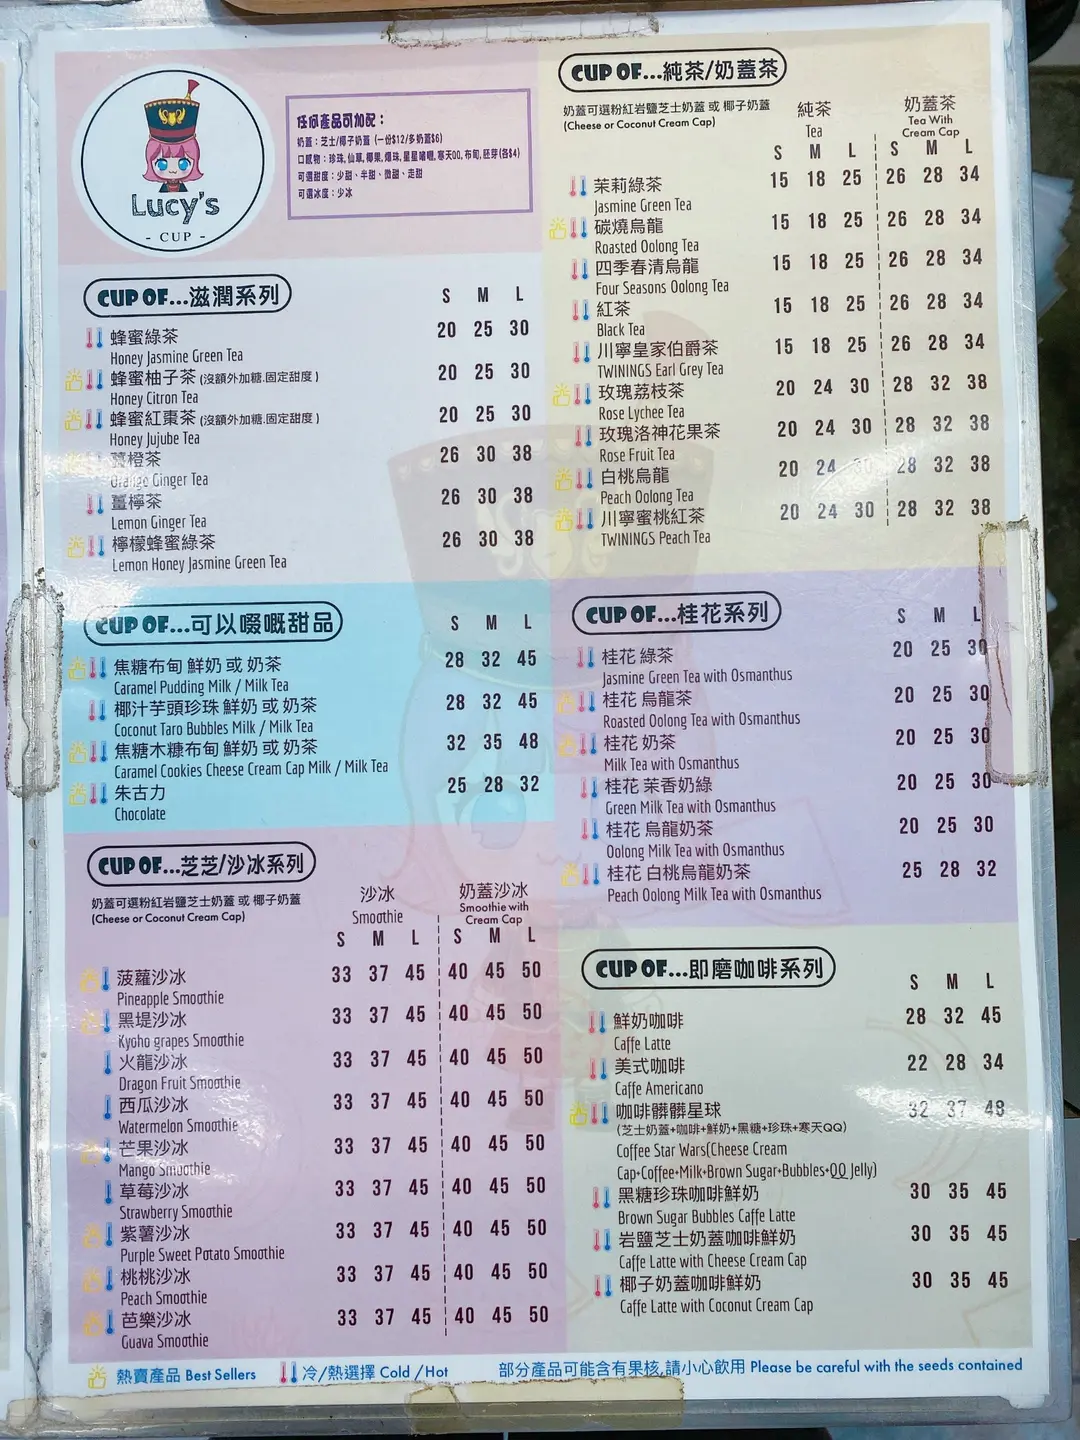 Lucy's
- CUP -
任何產品可加配：
奶蓋：芝士/椰子奶蓋 (一份$12/多奶蓋$6)
口感物：珍珠,仙草,椰果,爆珠,星星啫喱,寒天QQ,布甸,胚芽(各$4)
可選甜度：少甜、半甜、微甜、走甜
可選冰度：少冰
CUP OF...滋潤系列
S M L
蜂蜜綠茶 20 25 30
Honey Jasmine Green Tea
蜂蜜柚子茶 (沒額外加糖.固定甜度) 20 25 30
Honey Citron Tea
蜂蜜紅棗茶 (沒額外加糖.固定甜度) 20 25 30
Honey Jujube Tea
薑橙茶 26 30 38
Orange Ginger Tea
薑檸茶 26 30 38
Lemon Ginger Tea
檸檬蜂蜜綠茶 26 30 38
Lemon Honey Jasmine Green Tea
CUP OF...可以啜嘅甜品
S M L
焦糖布甸 鮮奶 或 奶茶 28 32 45
Caramel Pudding Milk / Milk Tea
椰汁芋頭珍珠 鮮奶 或 奶茶 28 32 45
Coconut Taro Bubbles Milk / Milk Tea
焦糖木糠布甸 鮮奶 或 奶茶 32 35 48
Caramel Cookies Cheese Cream Cap Milk / Milk Tea
朱古力 25 28 32
Chocolate
CUP OF...芝芝/沙冰系列
奶蓋可選粉紅岩鹽芝士奶蓋 或 椰子奶蓋
(Cheese or Coconut Cream Cap)
沙冰 奶蓋沙冰
Smoothie Smoothie with
Cream Cap
S M L S M L
菠蘿沙冰 33 37 45 40 45 50
Pineapple Smoothie
黑堤沙冰 33 37 45 40 45 50
Kyoho grapes Smoothie
火龍沙冰 33 37 45 40 45 50
Dragon Fruit Smoothie
西瓜沙冰 33 37 45 40 45 50
Watermelon Smoothie
芒果沙冰 33 37 45 40 45 50
Mango Smoothie
草莓沙冰 33 37 45 40 45 50
Strawberry Smoothie
紫薯沙冰 33 37 45 40 45 50
Purple Sweet Potato Smoothie
桃桃沙冰 33 37 45 40 45 50
Peach Smoothie
芭樂沙冰 33 37 45 40 45 50
Guava Smoothie
CUP OF...純茶/奶蓋茶
奶蓋可選粉紅岩鹽芝士奶蓋 或 椰子奶蓋
(Cheese or Coconut Cream Cap)
純茶 奶蓋茶
Tea Tea With
Cream Cap
S M L S M L
茉莉綠茶 15 18 25 26 28 34
Jasmine Green Tea
碳燒烏龍 15 18 25 26 28 34
Roasted Oolong Tea
四季春清烏龍 15 18 25 26 28 34
Four Seasons Oolong Tea
紅茶 15 18 25 26 28 34
Black Tea
川寧皇家伯爵茶 15 18 25 26 28 34
TWININGS Earl Grey Tea
玫瑰荔枝茶 20 24 30 28 32 38
Rose Lychee Tea
玫瑰洛神花果茶 20 24 30 28 32 38
Rose Fruit Tea
白桃烏龍 20 24 30 28 32 38
Peach Oolong Tea
川寧蜜桃紅茶 20 24 30 28 32 38
TWININGS Peach Tea
CUP OF...桂花系列
S M L
桂花 綠茶 20 25 30
Jasmine Green Tea with Osmanthus
桂花 烏龍茶 20 25 30
Roasted Oolong Tea with Osmanthus
桂花 奶茶 20 25 30
Milk Tea with Osmanthus
桂花 茉香奶綠 20 25 30
Green Milk Tea with Osmanthus
桂花 烏龍奶茶 20 25 30
Oolong Milk Tea with Osmanthus
桂花 白桃烏龍奶茶 25 28 32
Peach Oolong Milk Tea with Osmanthus
CUP OF...即磨咖啡系列
S M L
鮮奶咖啡 28 32 45
Caffe Latte
美式咖啡 22 28 34
Caffe Americano
咖啡髒髒星球 32 37 48
(芝士奶蓋+咖啡+鮮奶+黑糖+珍珠+寒天QQ)
Coffee Star Wars(Cheese Cream
Cap+Coffee+Milk+Brown Sugar+Bubbles+QQ Jelly)
黑糖珍珠咖啡鮮奶 30 35 45
Brown Sugar Bubbles Caffe Latte
岩鹽芝士奶蓋咖啡鮮奶 30 35 45
Caffe Latte with Cheese Cream Cap
椰子奶蓋咖啡鮮奶 30 35 45
Caffe Latte with Coconut Cream Cap
熱賣產品 Best Sellers 冷/熱選擇 Cold / Hot 部分產品可能含有果核,請小心飲用 Please be careful with the seeds contained